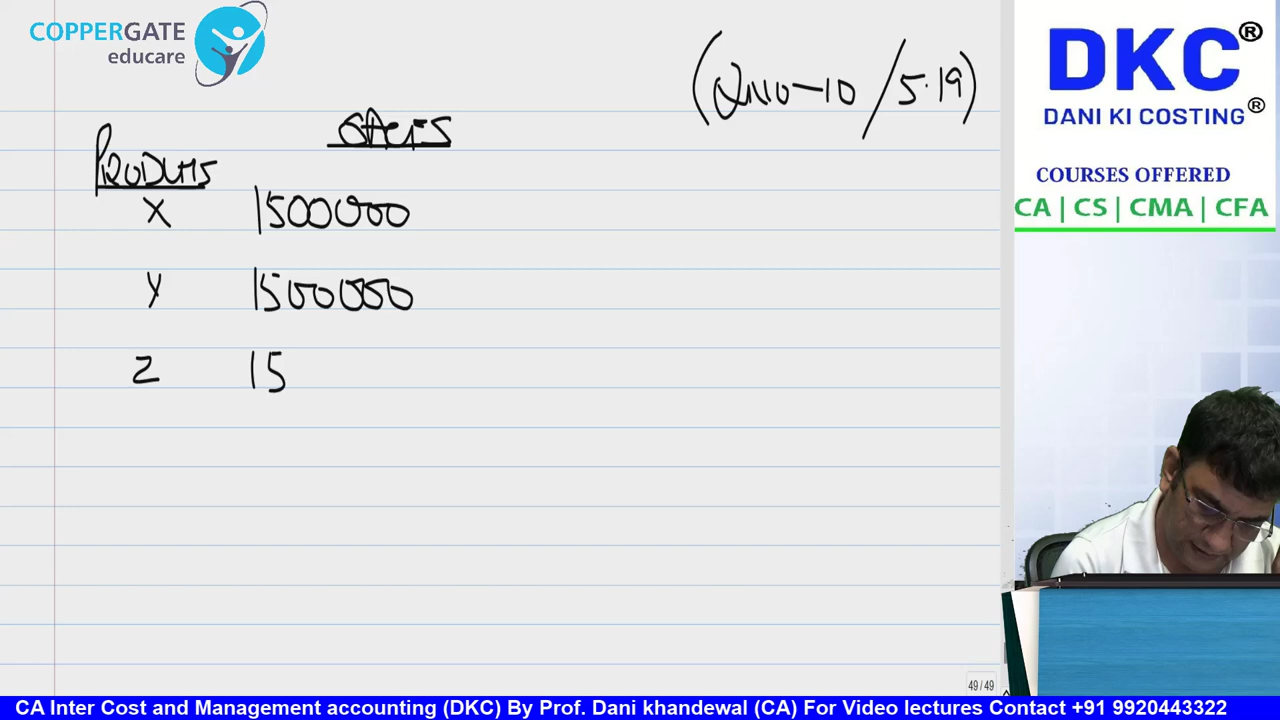 COPPERGATE
educare
(QNO-10/5.19)
SALES
PRODUCTS
X 1500000
Y 1500000
Z 15
DKC®
DANI KI COSTING®
COURSES OFFERED
CA | CS | CMA | CFA
49/49
CA Inter Cost and Management accounting (DKC) By Prof. Dani khandewal (CA) For Video lectures Contact +91 9920443322